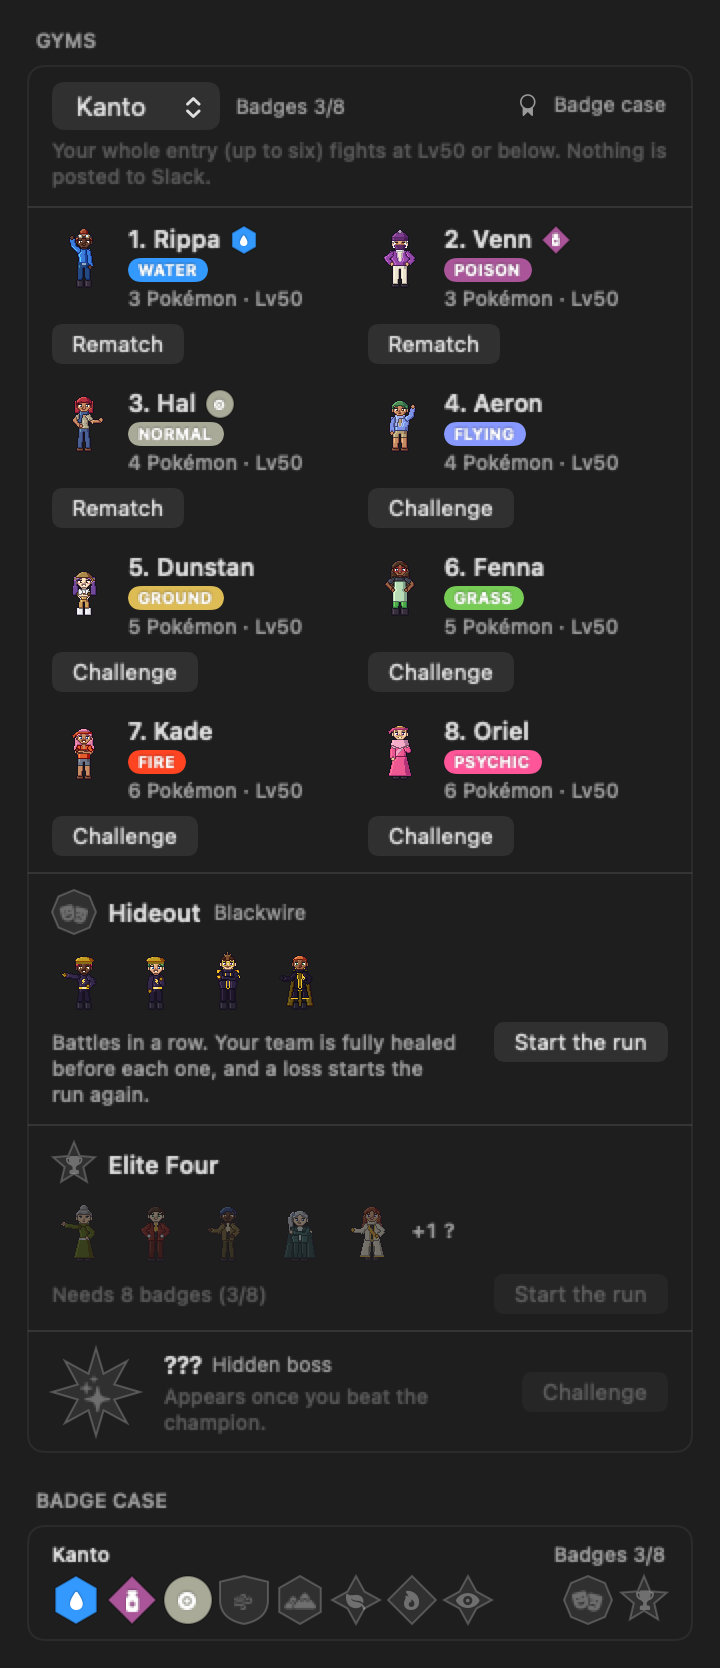 GYMS
Kanto
Badges 3/8
Badge case
Your whole entry (up to six) fights at Lv50 or below. Nothing is
posted to Slack.
1. Rippa
WATER
3 Pokémon · Lv50
Rematch
2. Venn
POISON
3 Pokémon · Lv50
Rematch
3. Hal
NORMAL
4 Pokémon · Lv50
Rematch
4. Aeron
FLYING
4 Pokémon · Lv50
Challenge
5. Dunstan
GROUND
5 Pokémon · Lv50
Challenge
6. Fenna
GRASS
5 Pokémon · Lv50
Challenge
7. Kade
FIRE
6 Pokémon · Lv50
Challenge
8. Oriel
PSYCHIC
6 Pokémon · Lv50
Challenge
Hideout Blackwire
Battles in a row. Your team is fully healed
before each one, and a loss starts the
run again.
Start the run
Elite Four
+1 ?
Needs 8 badges (3/8)
Start the run
??? Hidden boss
Appears once you beat the
champion.
Challenge
BADGE CASE
Kanto
Badges 3/8